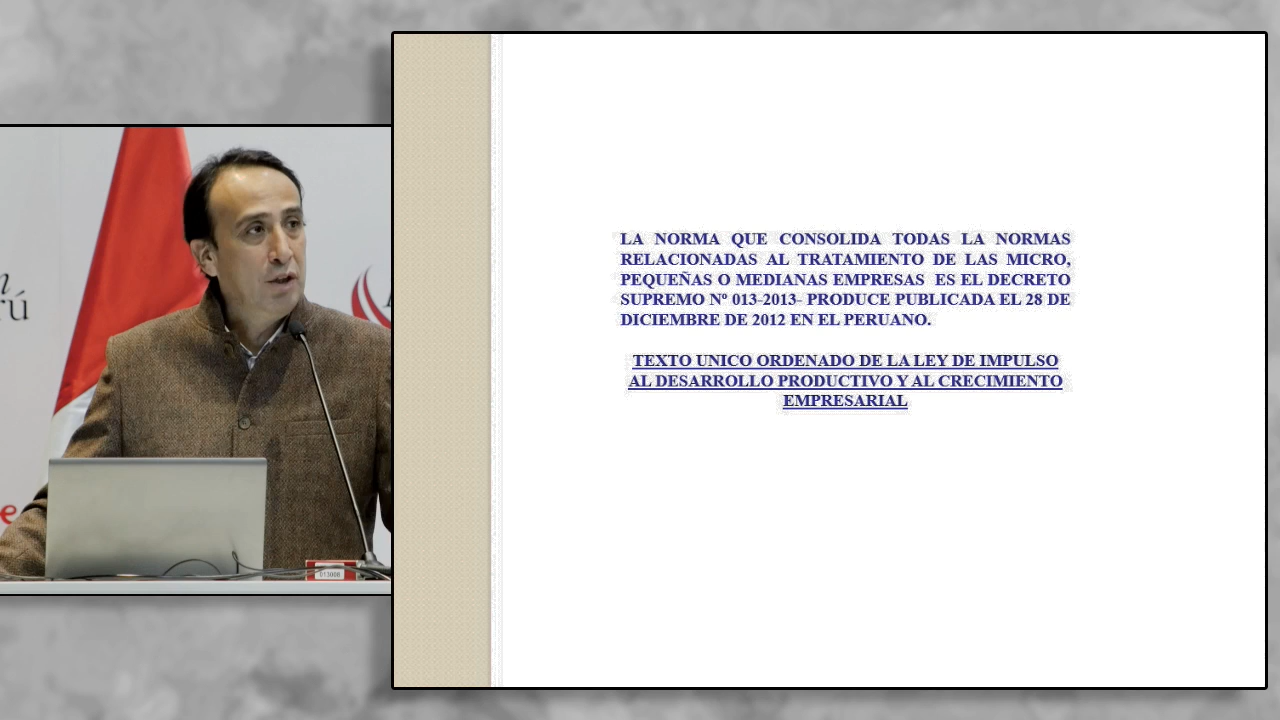 n
rú
e
013008
LA NORMA QUE CONSOLIDA TODAS LA NORMAS
RELACIONADAS AL TRATAMIENTO DE LAS MICRO,
PEQUEÑAS O MEDIANAS EMPRESAS ES EL DECRETO
SUPREMO Nº 013-2013- PRODUCE PUBLICADA EL 28 DE
DICIEMBRE DE 2012 EN EL PERUANO.
TEXTO UNICO ORDENADO DE LA LEY DE IMPULSO
AL DESARROLLO PRODUCTIVO Y AL CRECIMIENTO
EMPRESARIAL